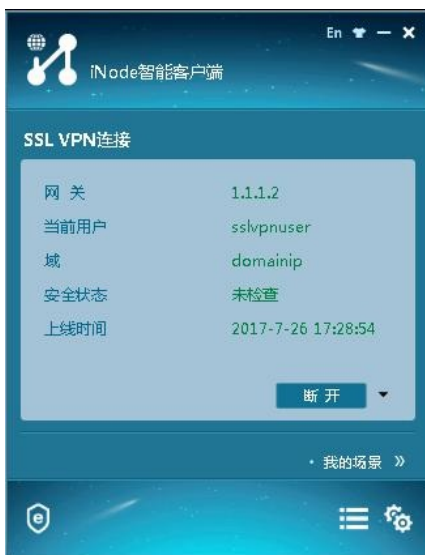 En
iNode智能客户端
SSL VPN连接
网 关 1.1.1.2
当前用户 sslvpnuser
域 domainip
安全状态 未检查
上线时间 2017-7-26 17:28:54
断 开
· 我的场景 »